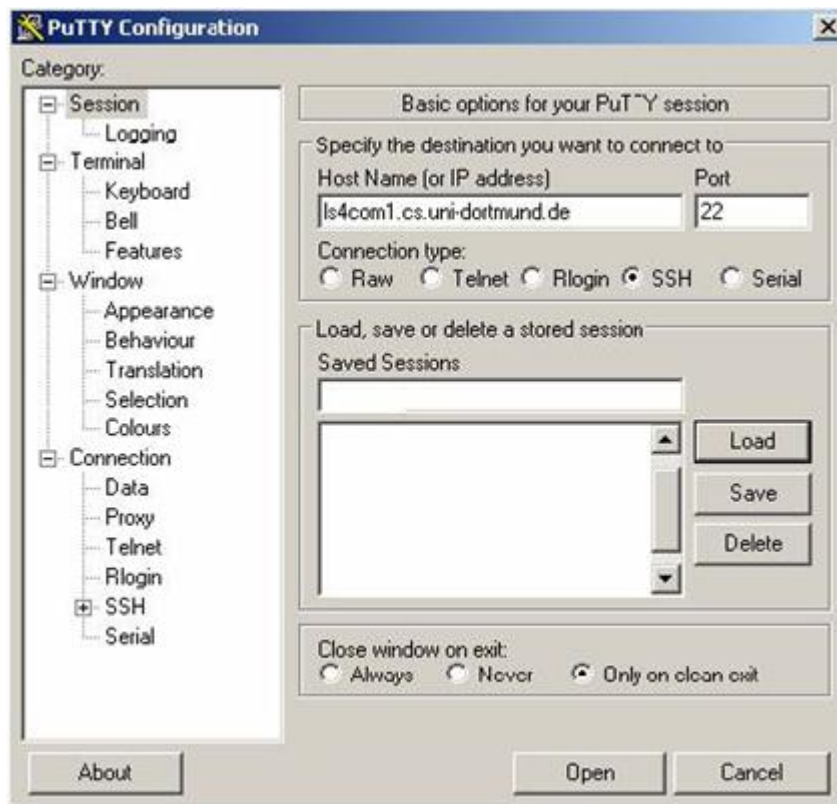 PuTTY Configuration
Category:
Session
Logging
Terminal
Keyboard
Bell
Features
Window
Appearance
Behaviour
Translation
Selection
Colours
Connection
Data
Proxy
Telnet
Rlogin
SSH
Serial
Basic options for your PuTTY session
Specify the destination you want to connect to
Host Name (or IP address) Port
ls4com1.cs.uni-dortmund.de 22
Connection type:
Raw Telnet Rlogin SSH Serial
Load, save or delete a stored session
Saved Sessions
Load
Save
Delete
Close window on exit:
Always Never Only on clean exit
About Open Cancel